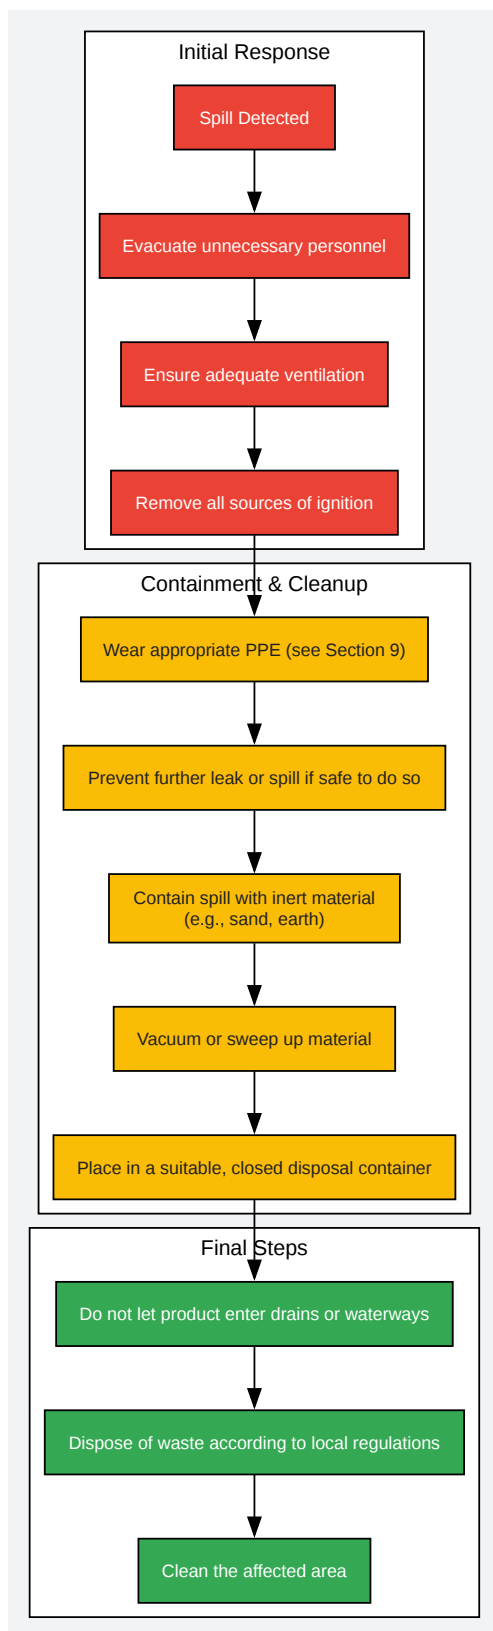 Initial Response
Spill Detected
Evacuate unnecessary personnel
Ensure adequate ventilation
Remove all sources of ignition
Containment & Cleanup
Wear appropriate PPE (see Section 9)
Prevent further leak or spill if safe to do so
Contain spill with inert material
(e.g., sand, earth)
Vacuum or sweep up material
Place in a suitable, closed disposal container
Final Steps
Do not let product enter drains or waterways
Dispose of waste according to local regulations
Clean the affected area